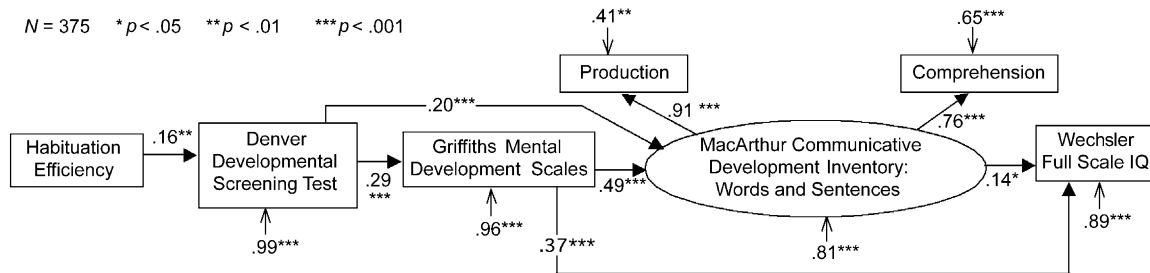 N = 375 *p < .05 **p < .01 ***p < .001
.41**
.65***
Production
Comprehension
.20***
.91 ***
.76***
Habituation
Efficiency
.16**
Denver
Developmental
Screening Test
.29
***
Griffiths Mental
Development Scales
.49***
MacArthur Communicative
Development Inventory:
Words and Sentences
.14*
Wechsler
Full Scale IQ
.99***
.96***
.37***
.81***
.89***